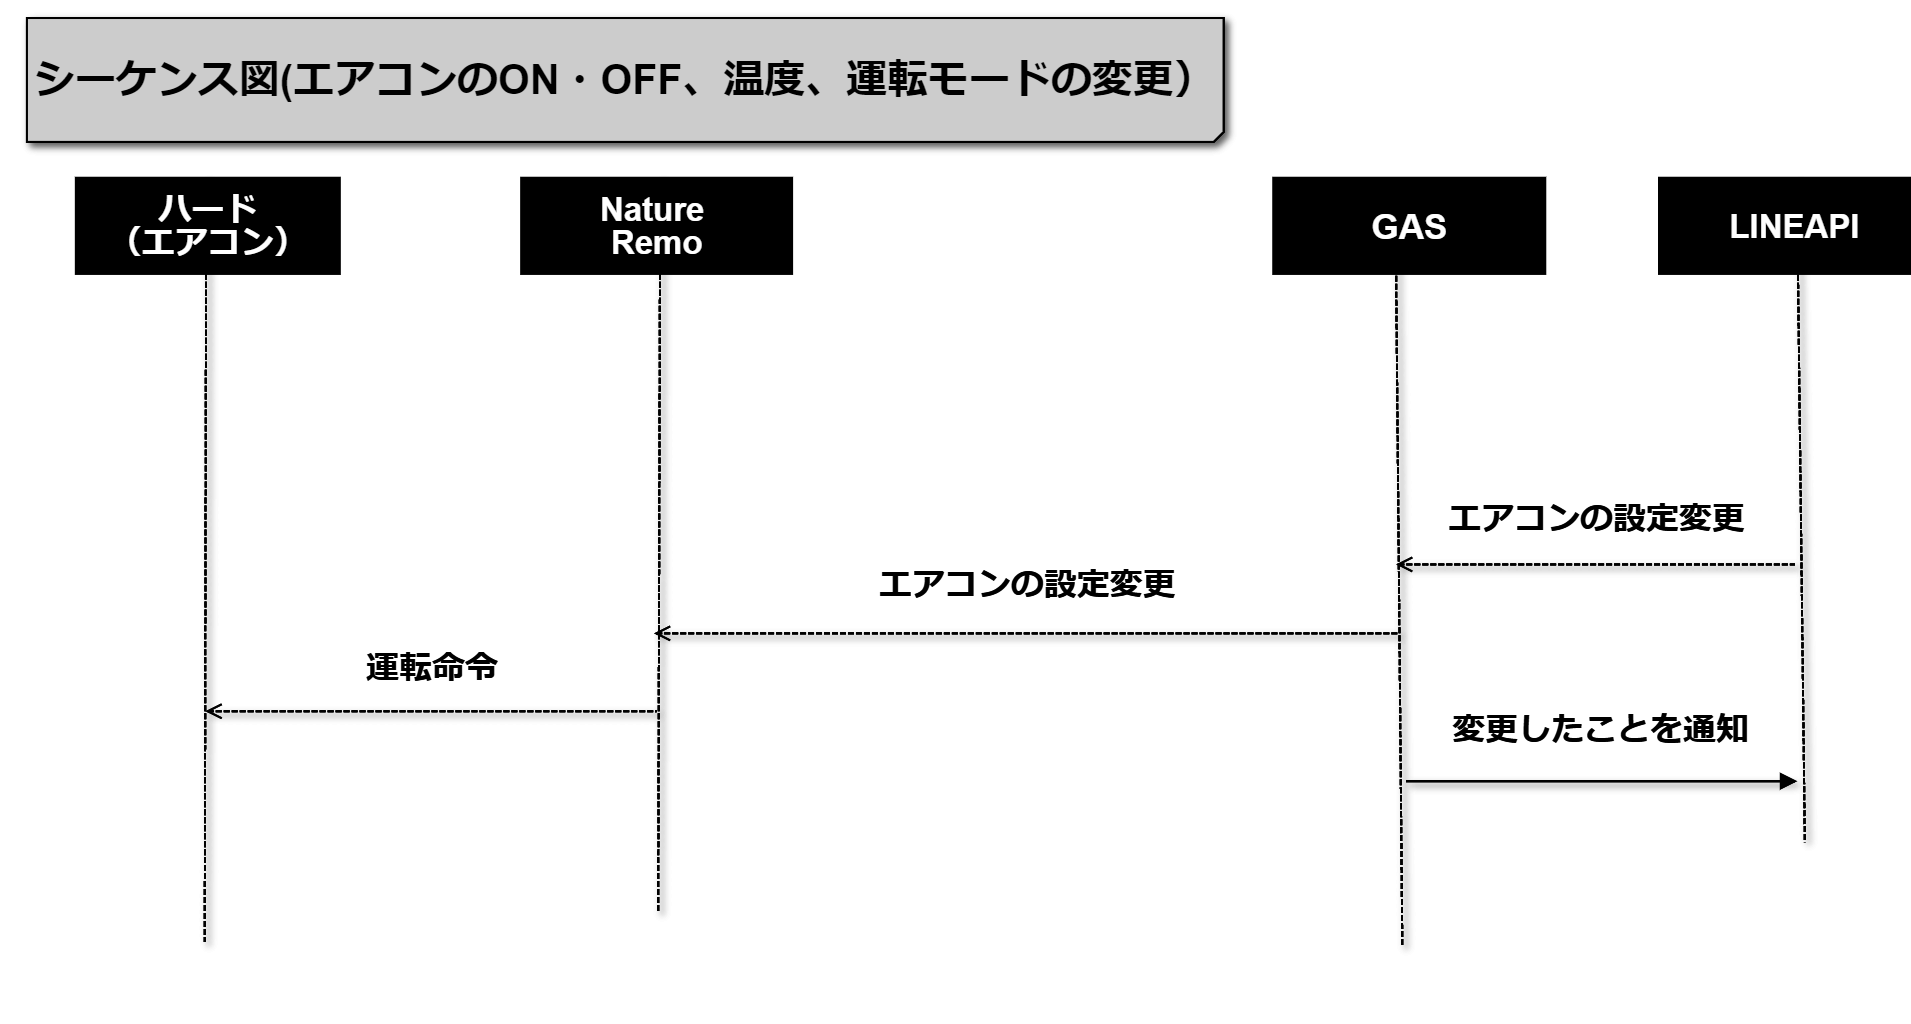 シーケンス図(エアコンのON・OFF、温度、運転モードの変更）
ハード
（エアコン）
Nature
Remo
GAS
LINEAPI
エアコンの設定変更
エアコンの設定変更
運転命令
変更したことを通知